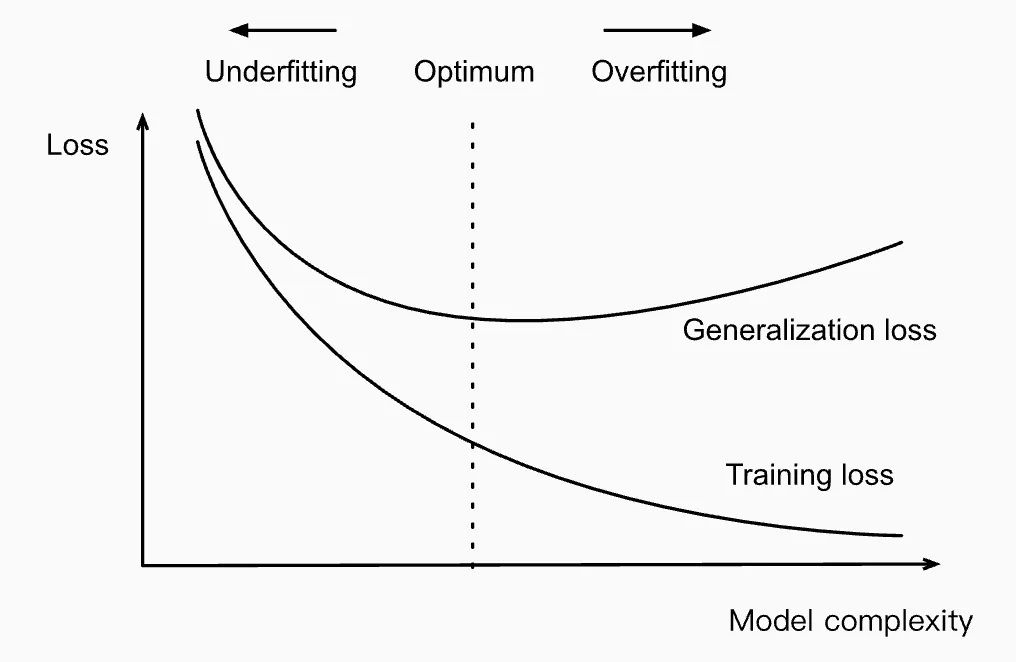 Underfitting Optimum Overfitting
Loss
Generalization loss
Training loss
Model complexity